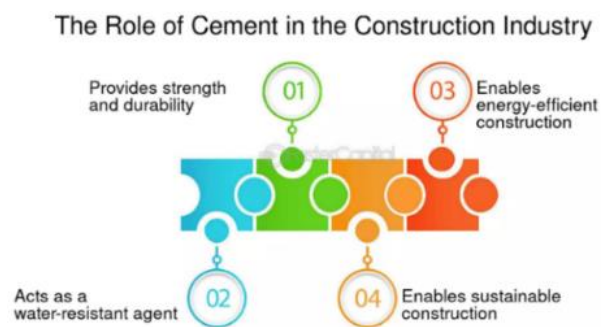 The Role of Cement in the Construction Industry
Provides strength
and durability
01
03
Enables
energy-efficient
construction
Acts as a
water-resistant agent
02
04
Enables sustainable
construction